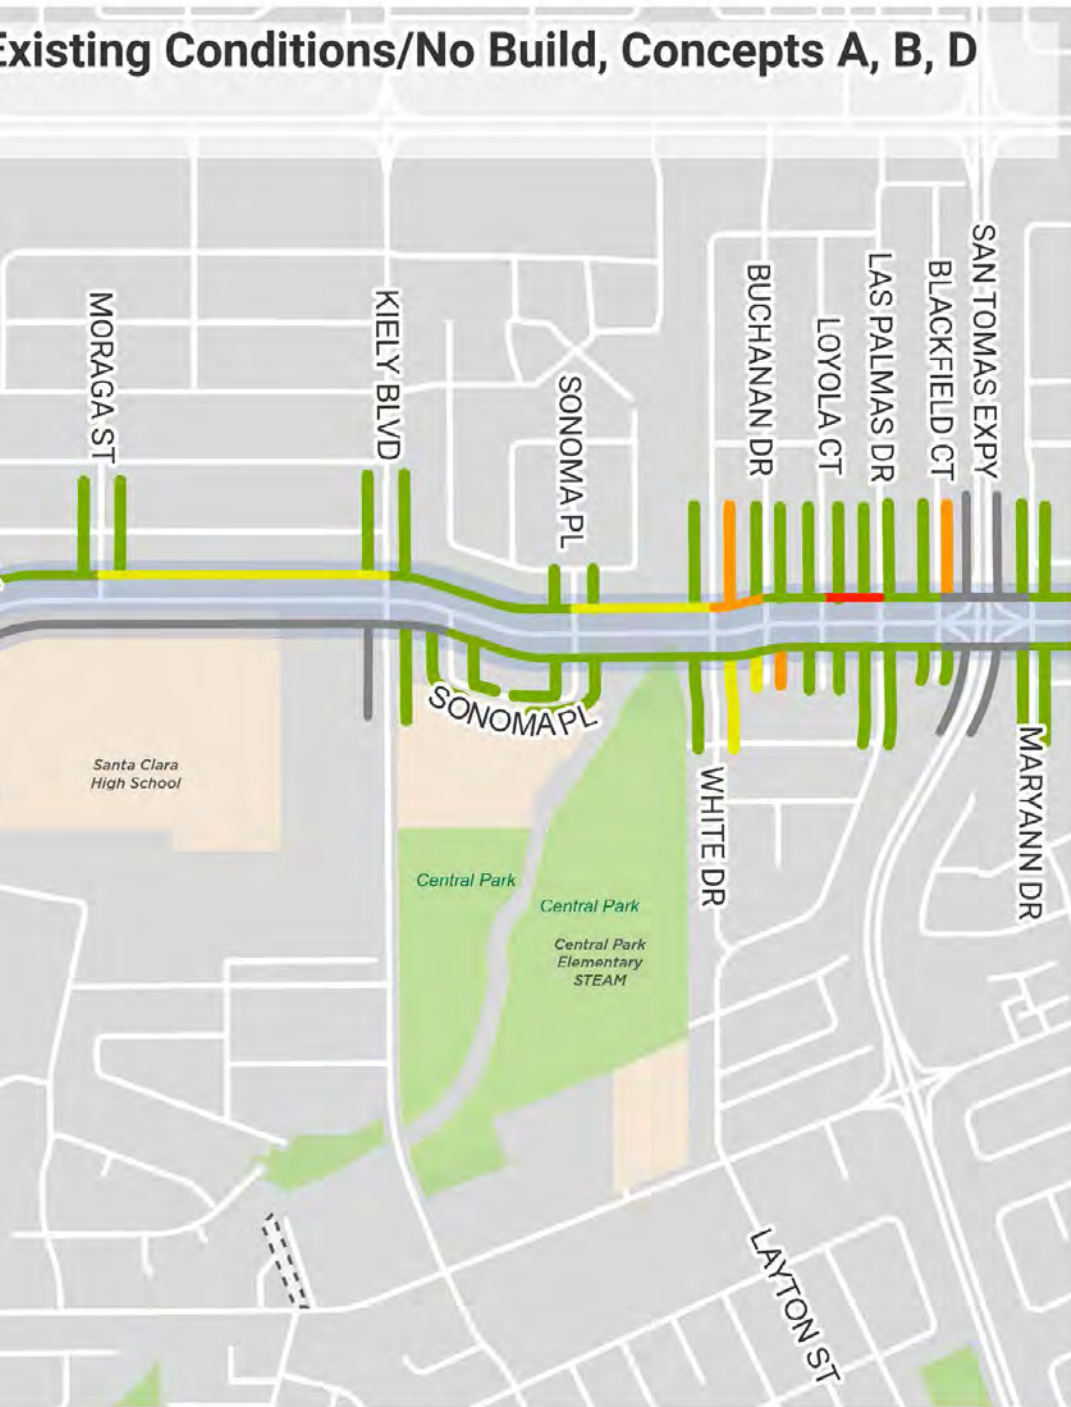 Existing Conditions/No Build, Concepts A, B, D
MORAGA ST
KIELY BLVD
SONOMA PL
BUCHANAN DR
LOYOLA CT
LAS PALMAS DR
BLACKFIELD CT
SAN TOMAS EXPY
SONOMA PL
Santa Clara
High School
WHITE DR
MARYANN DR
Central Park
Central Park
Central Park
Elementary
STEAM
LAYTON ST